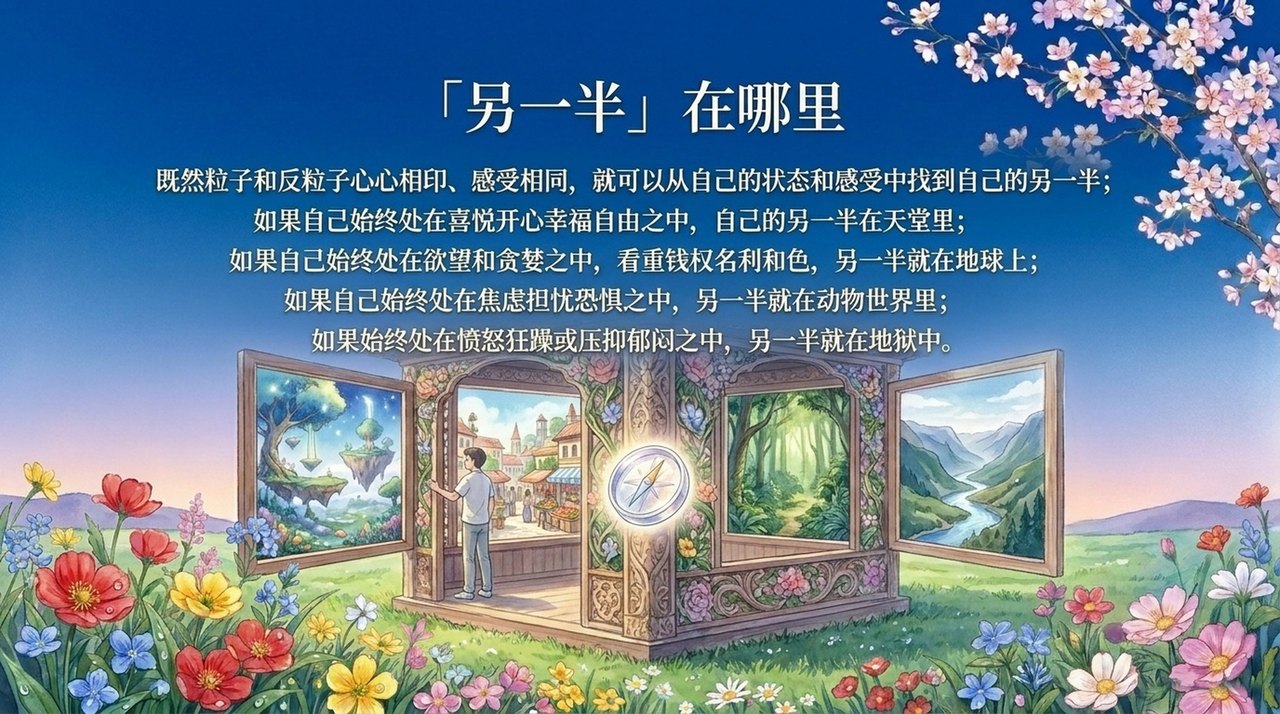 「另一半」在哪里
既然粒子和反粒子心心相印、感受相同，就可以从自己的状态和感受中找到自己的另一半；
如果自己始终处在喜悦开心幸福自由之中，自己的另一半在天堂里；
如果自己始终处在欲望和贪婪之中，看重钱权名利和色，另一半就在地球上；
如果自己始终处在焦虑担忧恐惧之中，另一半就在动物世界里；
如果始终处在愤怒狂躁或压抑郁闷之中，另一半就在地狱中。